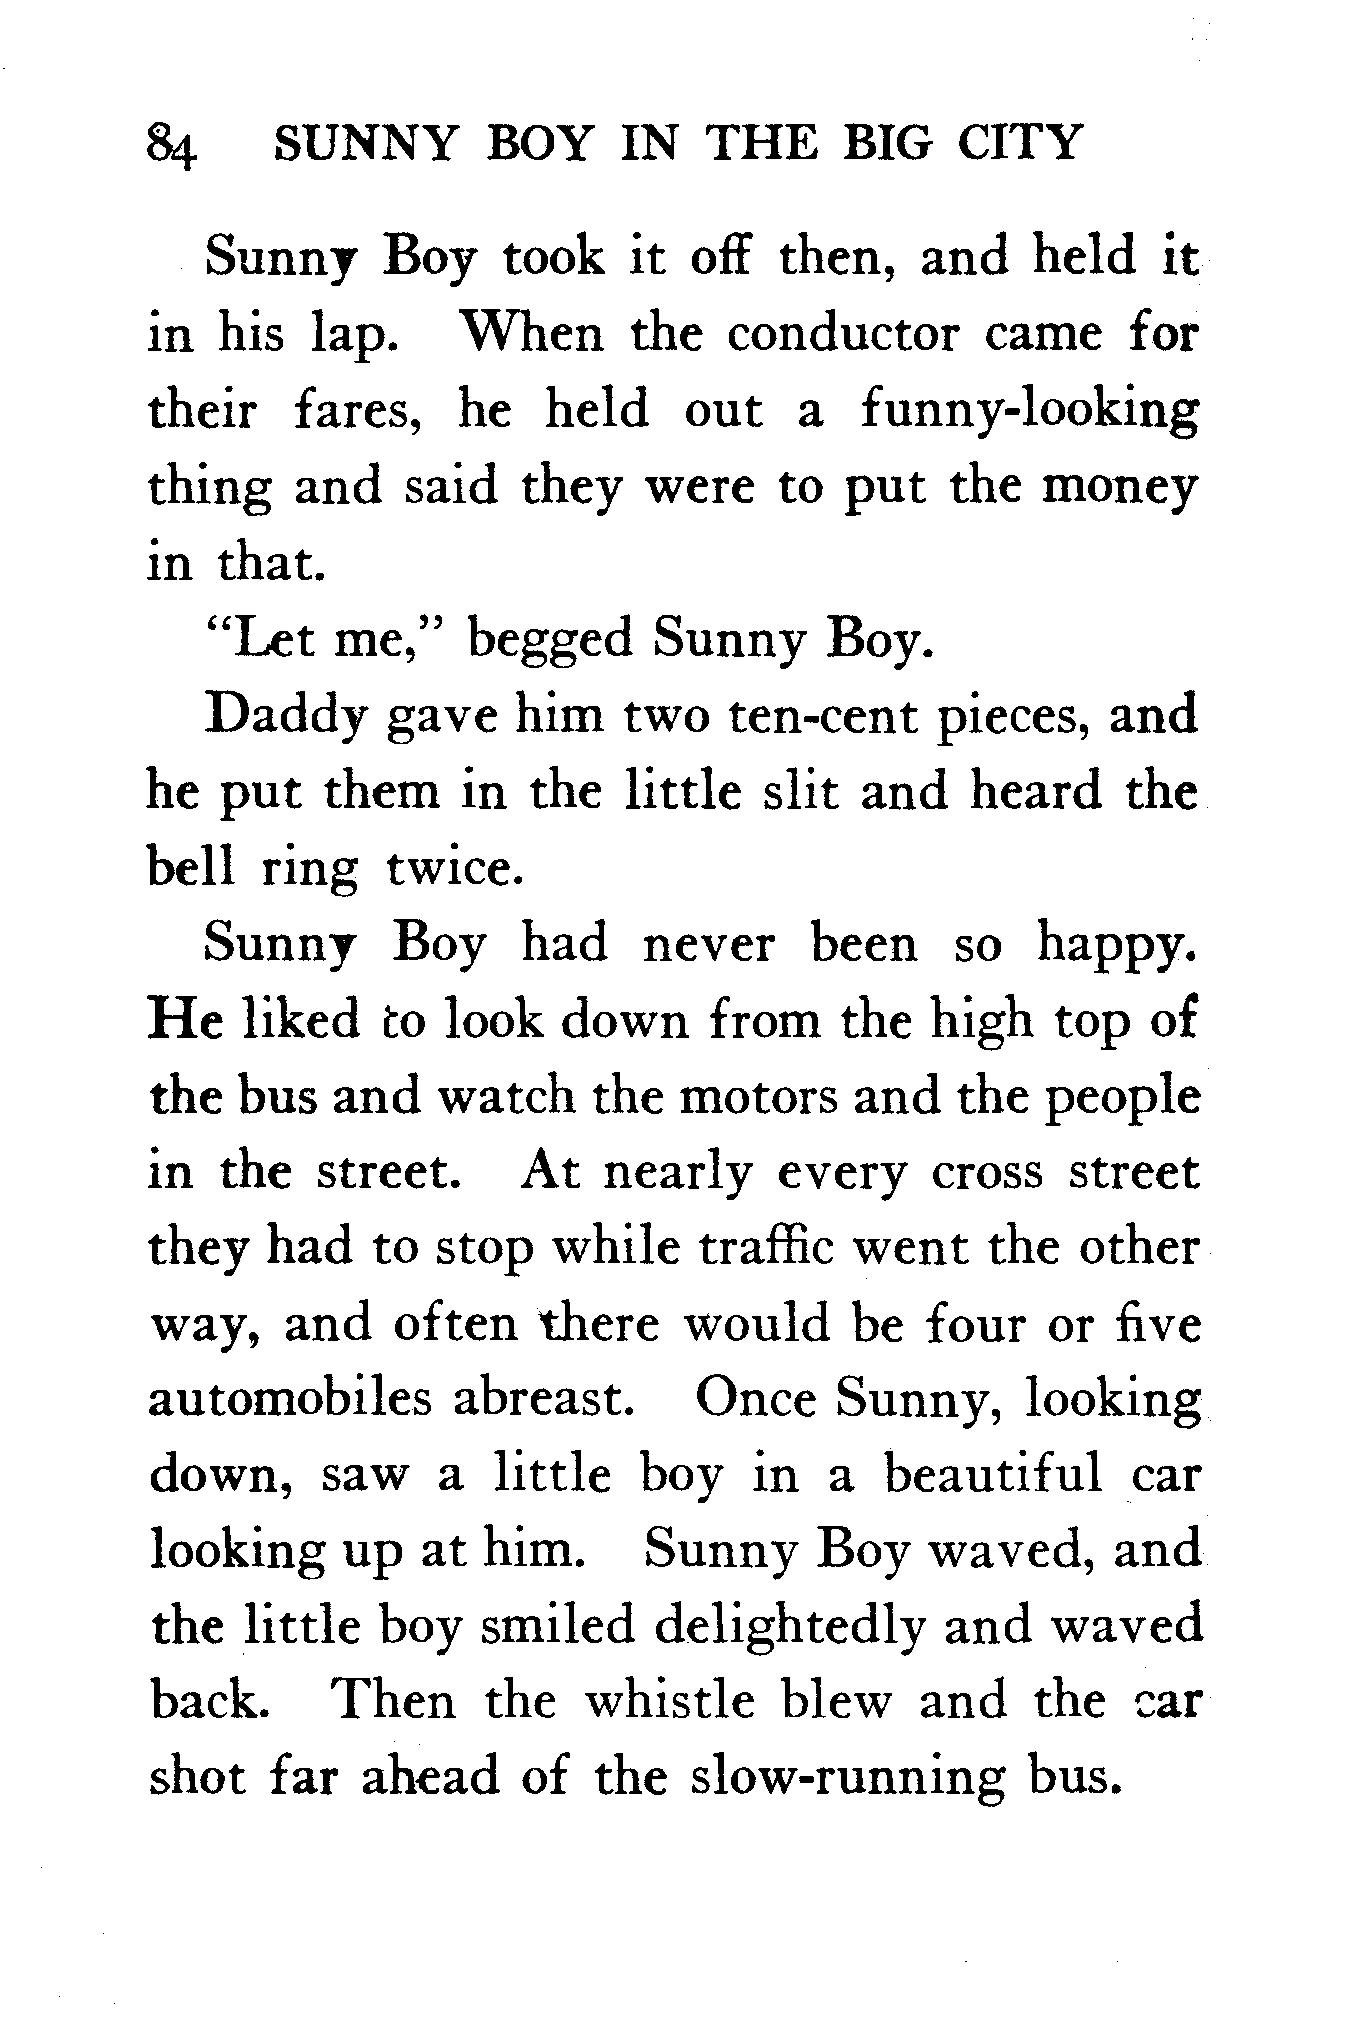 84 SUNNY BOY IN THE BIG CITY
Sunny Boy took it off then, and held it
in his lap. When the conductor came for
their fares, he held out a funny-looking
thing and said they were to put the money
in that.
“Let me,” begged Sunny Boy.
Daddy gave him two ten-cent pieces, and
he put them in the little slit and heard the
bell ring twice.
Sunny Boy had never been so happy.
He liked to look down from the high top of
the bus and watch the motors and the people
in the street. At nearly every cross street
they had to stop while traffic went the other
way, and often there would be four or five
automobiles abreast. Once Sunny, looking
down, saw a little boy in a beautiful car
looking up at him. Sunny Boy waved, and
the little boy smiled delightedly and waved
back. Then the whistle blew and the car
shot far ahead of the slow-running bus.